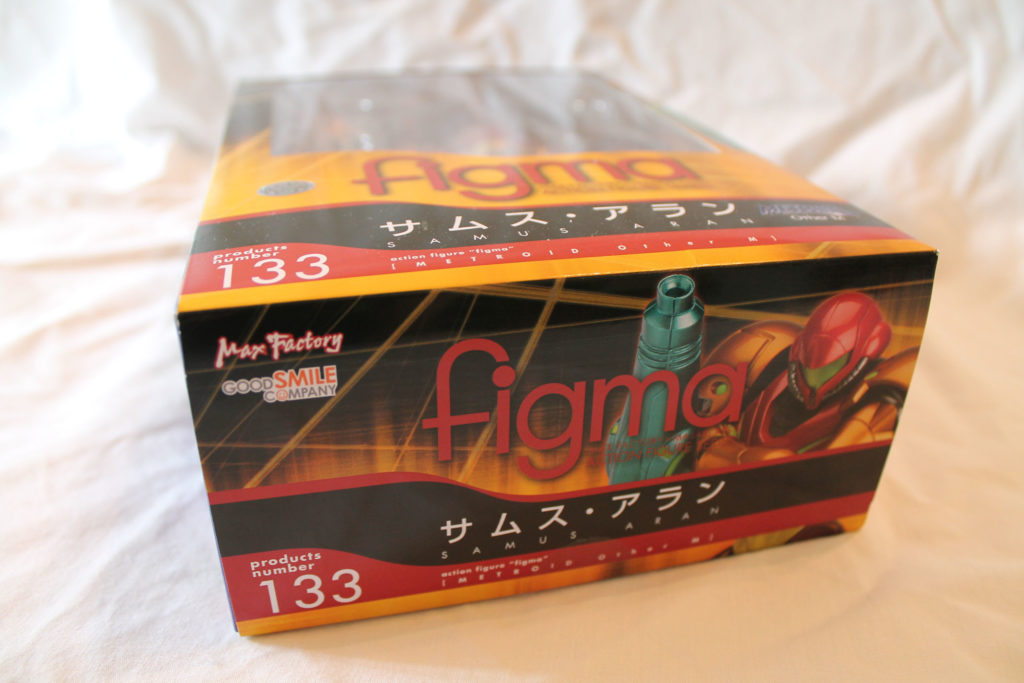 figma
サムス・アラン
SAMUS ARAN
METROID
Other M
products
number
133
action figure "figma"
[METROID Other M]
Max Factory
GOOD SMILE
COMPANY
figma
サムス・アラン
SAMUS ARAN
products
number
133
action figure "figma"
[METROID Other M]